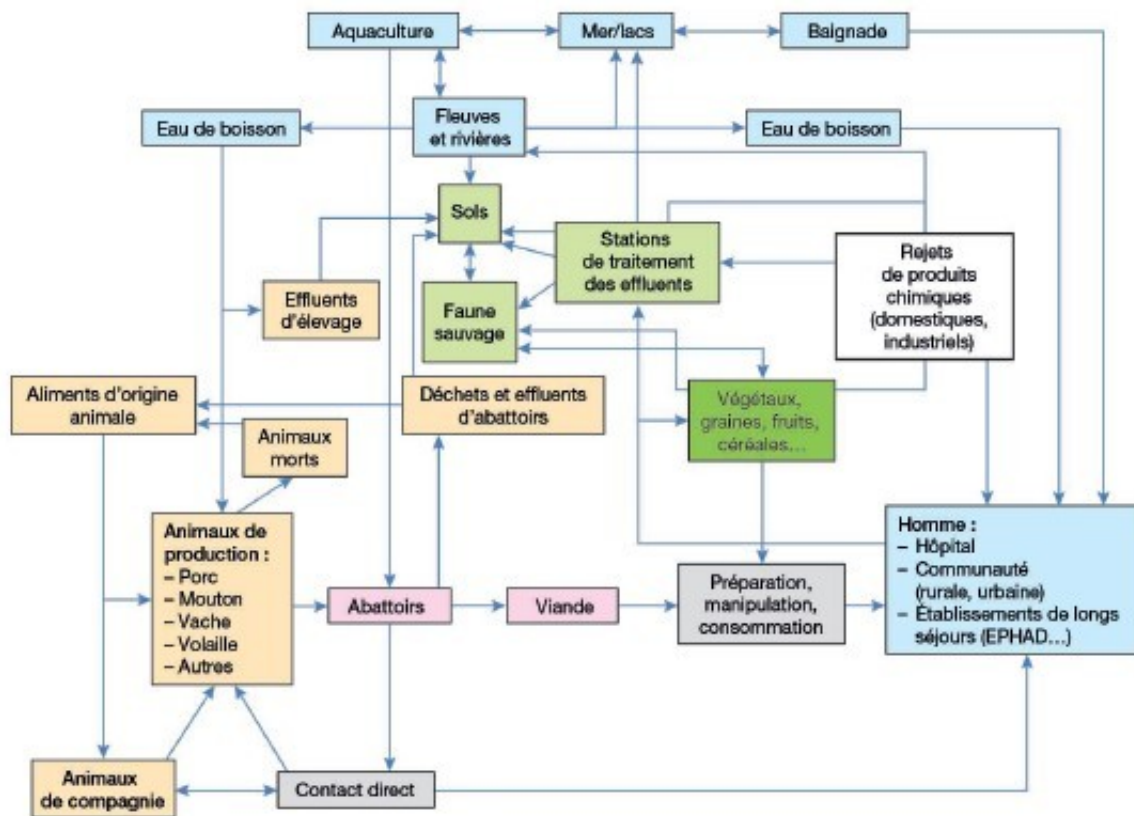 Aquaculture
Mer/lacs
Baignade
Eau de boisson
Fleuves
et rivières
Eau de boisson
Sols
Stations
de traitement
des effluents
Rejets
de produits
chimiques
(domestiques,
industriels)
Effluents
d'élevage
Faune
sauvage
Aliments d'origine
animale
Déchets et effluents
d'abattoirs
Végétaux,
graines, fruits,
céréales...
Animaux
morts
Animaux de
production :
– Porc
– Mouton
– Vache
– Volaille
– Autres
Abattoirs
Viande
Préparation,
manipulation,
consommation
Homme :
– Hôpital
– Communauté
(rurale, urbaine)
– Établissements de longs
séjours (EPHAD...)
Animaux
de compagnie
Contact direct